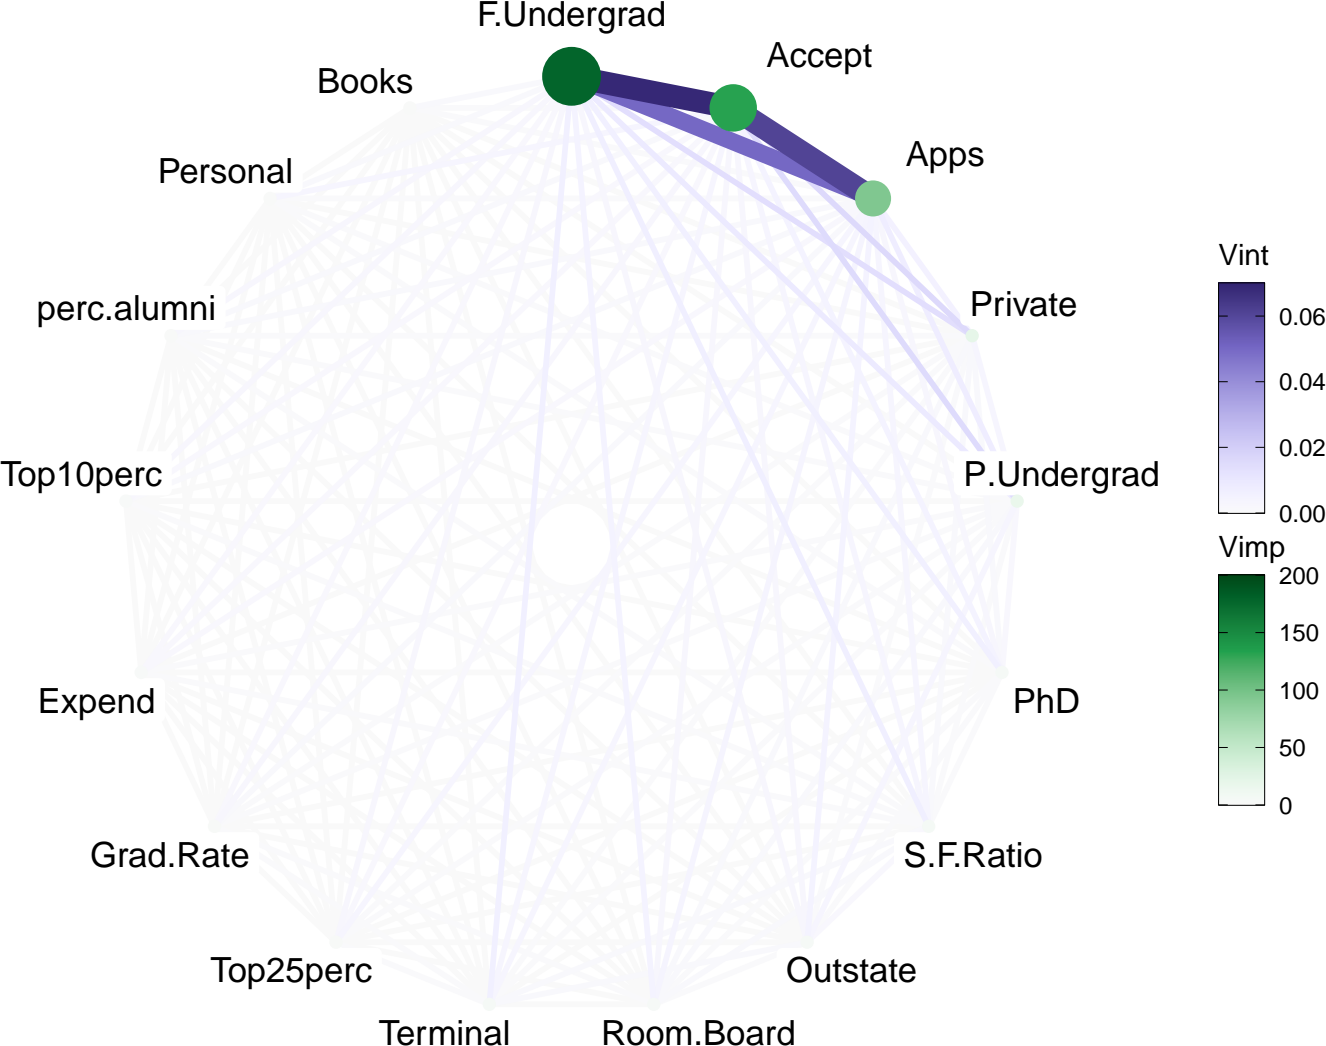 F.Undergrad
Accept
Books
Apps
Personal
Vint
Private
perc.alumni
0.06
0.04
0.02
0.00
Top10perc
P.Undergrad
Vimp
200
150
100
50
0
Expend
PhD
Grad.Rate
S.F.Ratio
Top25perc
Outstate
Terminal
Room.Board